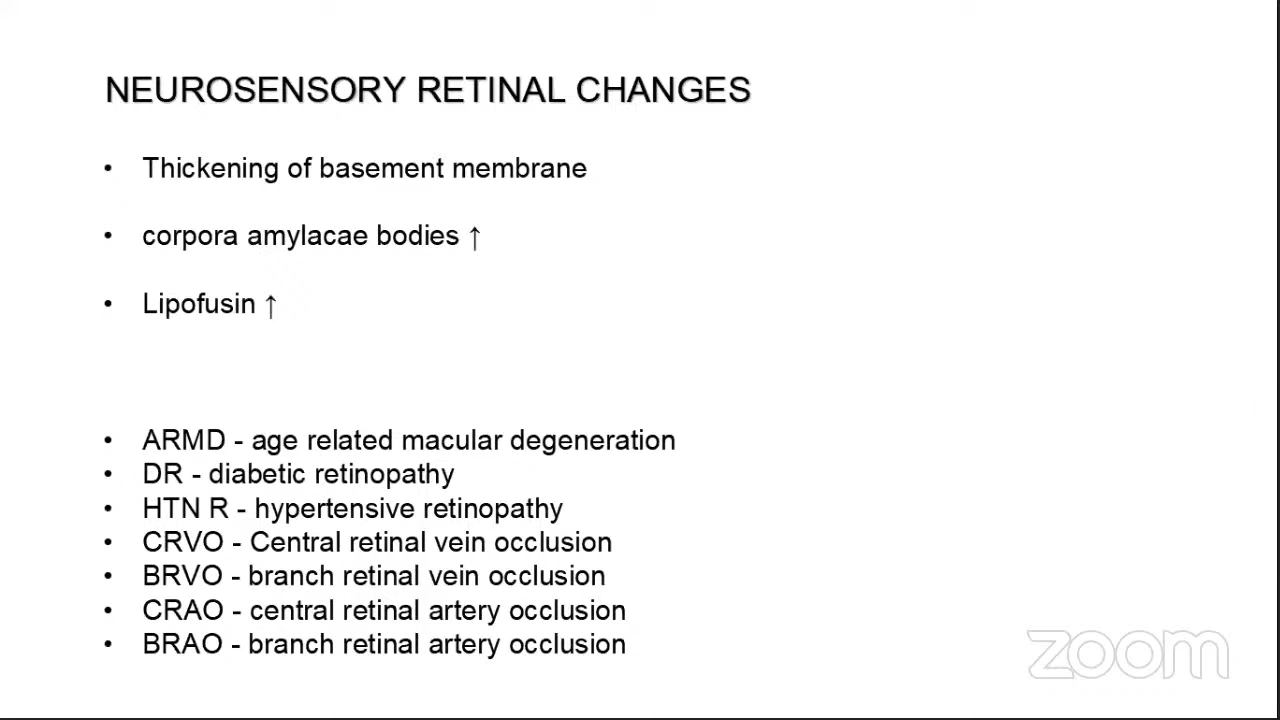 NEUROSENSORY RETINAL CHANGES
• Thickening of basement membrane
• corpora amylacae bodies ↑
• Lipofusin ↑
• ARMD - age related macular degeneration
• DR - diabetic retinopathy
• HTN R - hypertensive retinopathy
• CRVO - Central retinal vein occlusion
• BRVO - branch retinal vein occlusion
• CRAO - central retinal artery occlusion
• BRAO - branch retinal artery occlusion
zoom